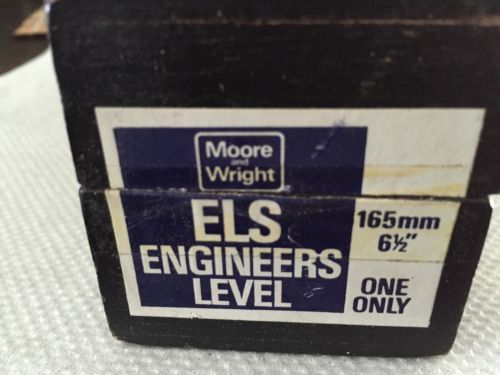 Moore
and
Wright
ELS
ENGINEERS
LEVEL
165mm
6½"
ONE
ONLY